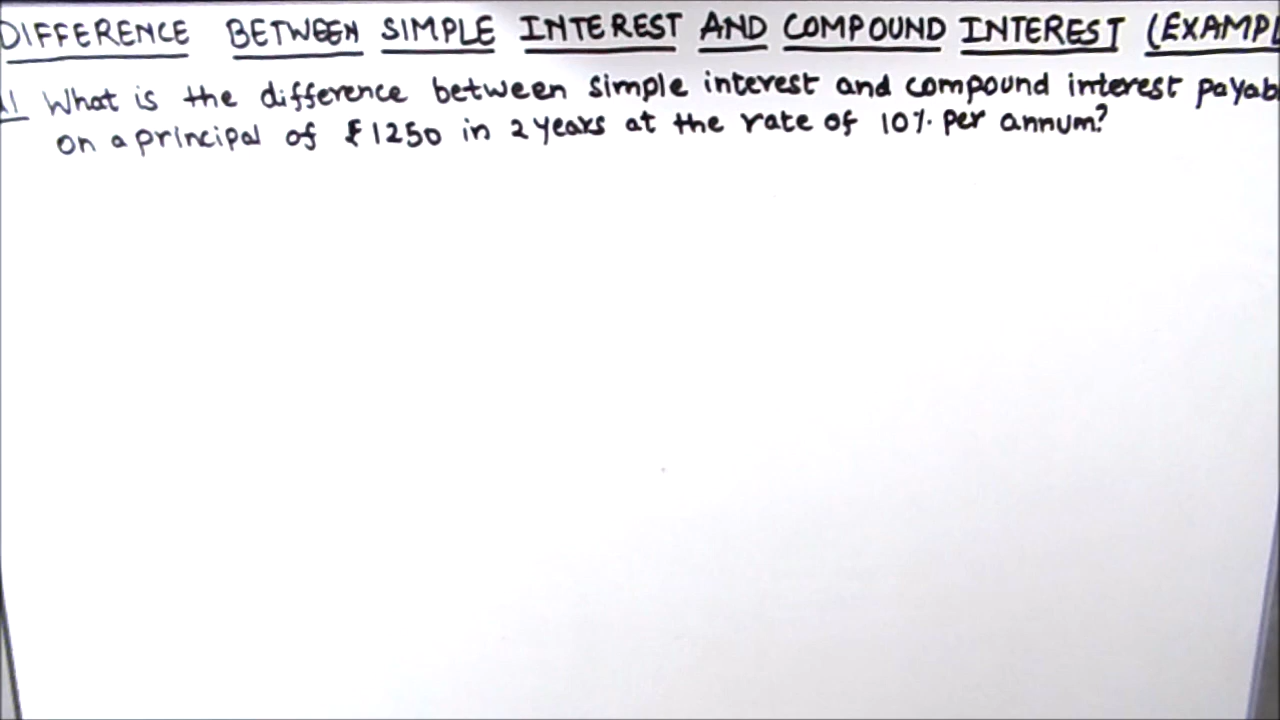 DIFFERENCE BETWEEN SIMPLE INTEREST AND COMPOUND INTEREST (EXAMPL
1 What is the difference between simple interest and compound interest payab
on a principal of ₹1250 in 2 years at the rate of 10% per annum?